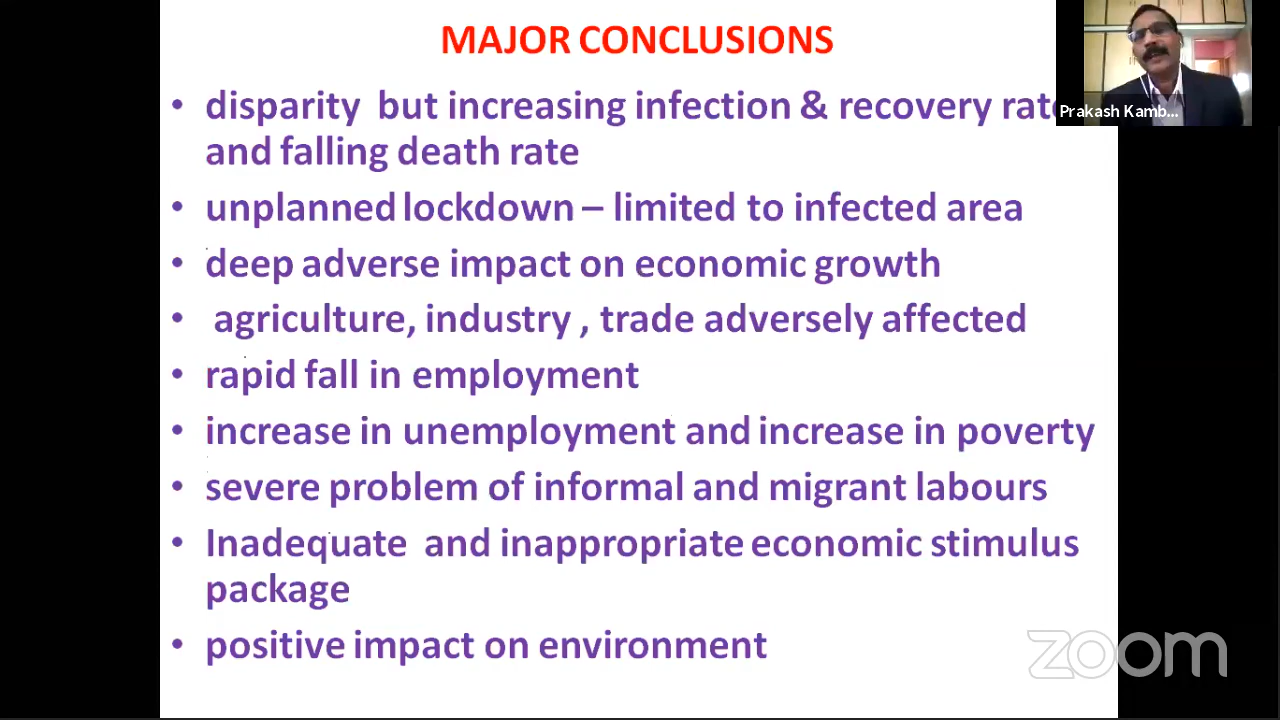 MAJOR CONCLUSIONS
• disparity but increasing infection & recovery rate
and falling death rate
• unplanned lockdown – limited to infected area
• deep adverse impact on economic growth
• agriculture, industry , trade adversely affected
• rapid fall in employment
• increase in unemployment and increase in poverty
• severe problem of informal and migrant labours
• Inadequate and inappropriate economic stimulus
package
• positive impact on environment
Prakash Kamb...
zoom